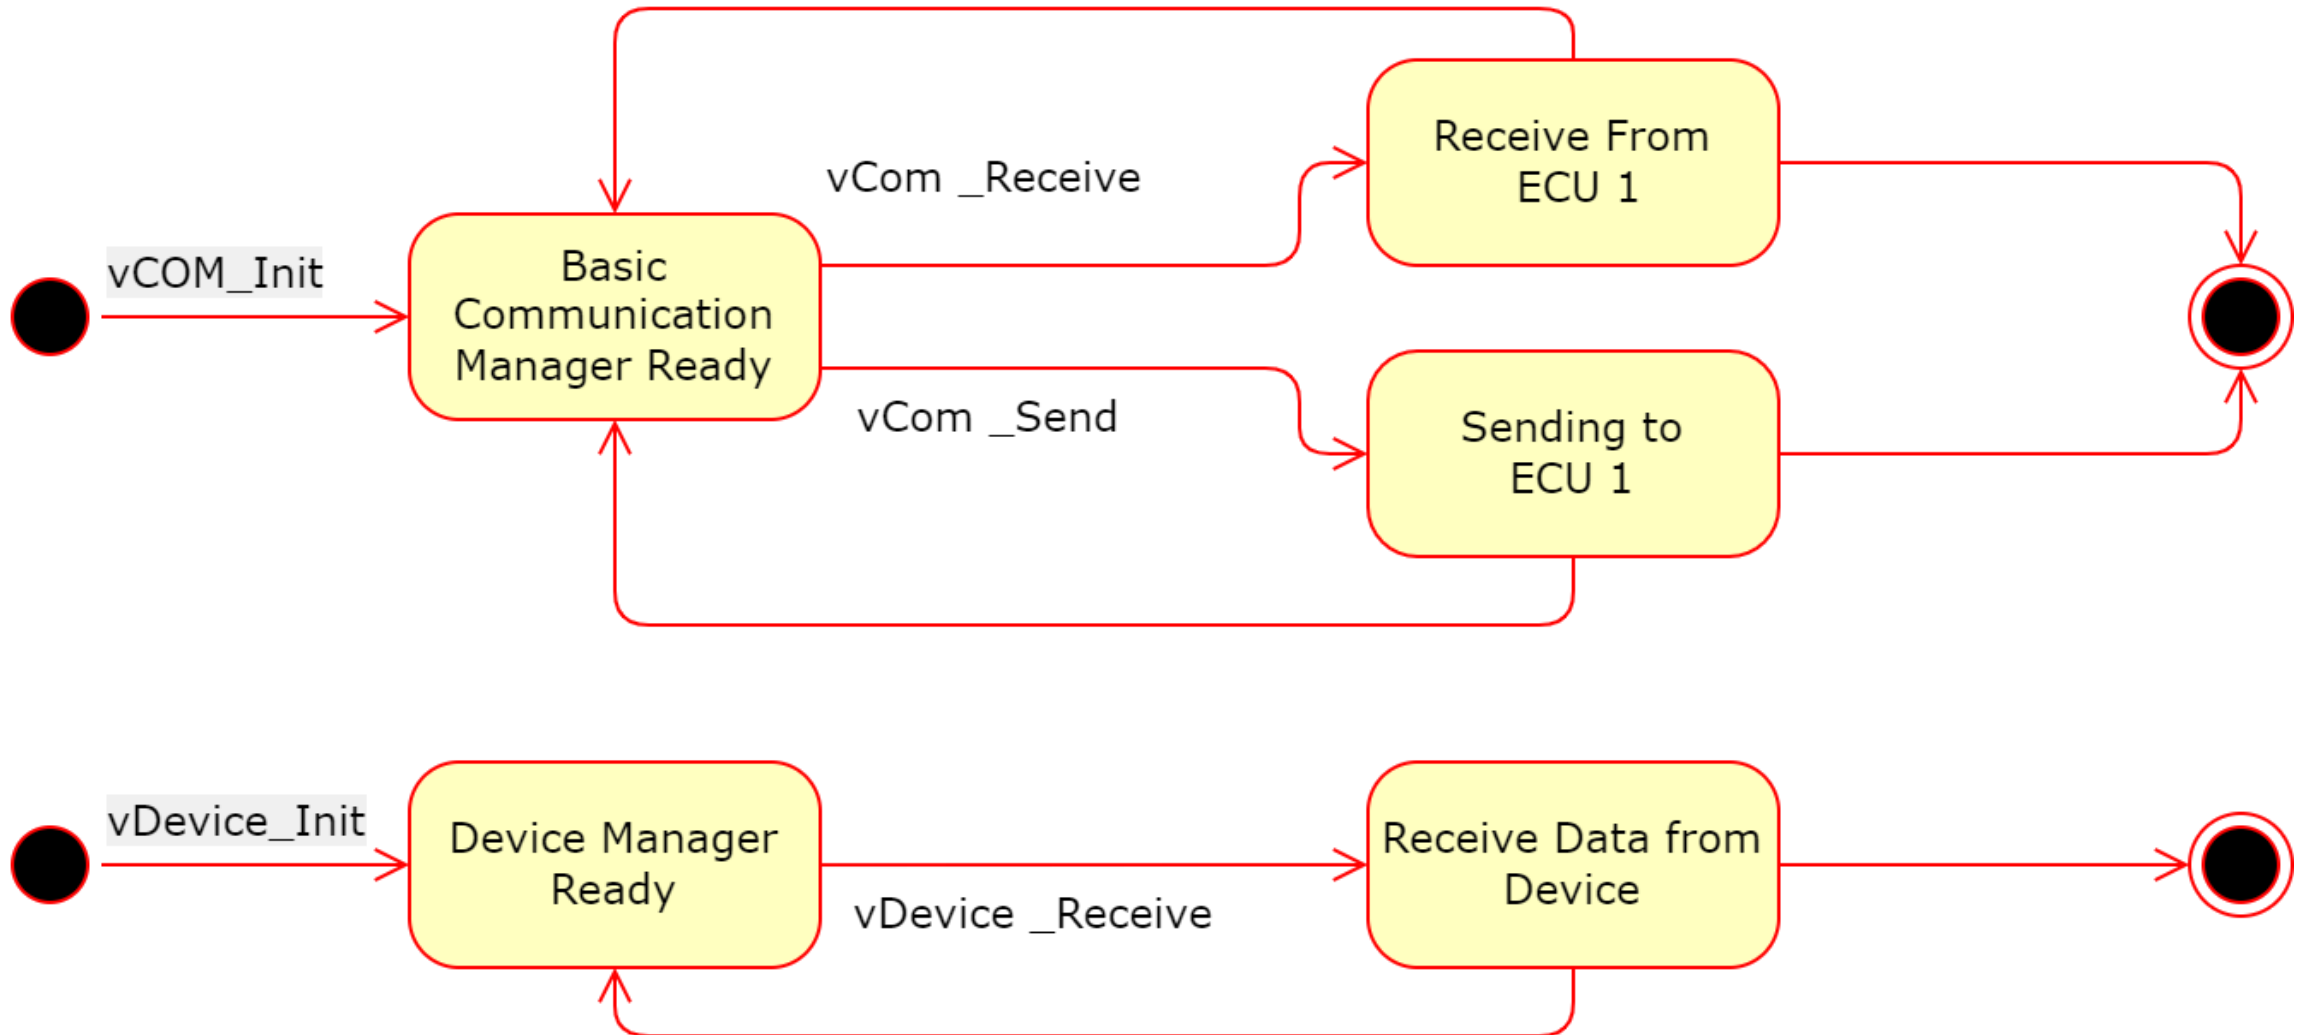 vCOM_Init
Basic
Communication
Manager Ready
vCom _Receive
Receive From
ECU 1
vCom _Send
Sending to
ECU 1
vDevice_Init
Device Manager
Ready
vDevice _Receive
Receive Data from
Device